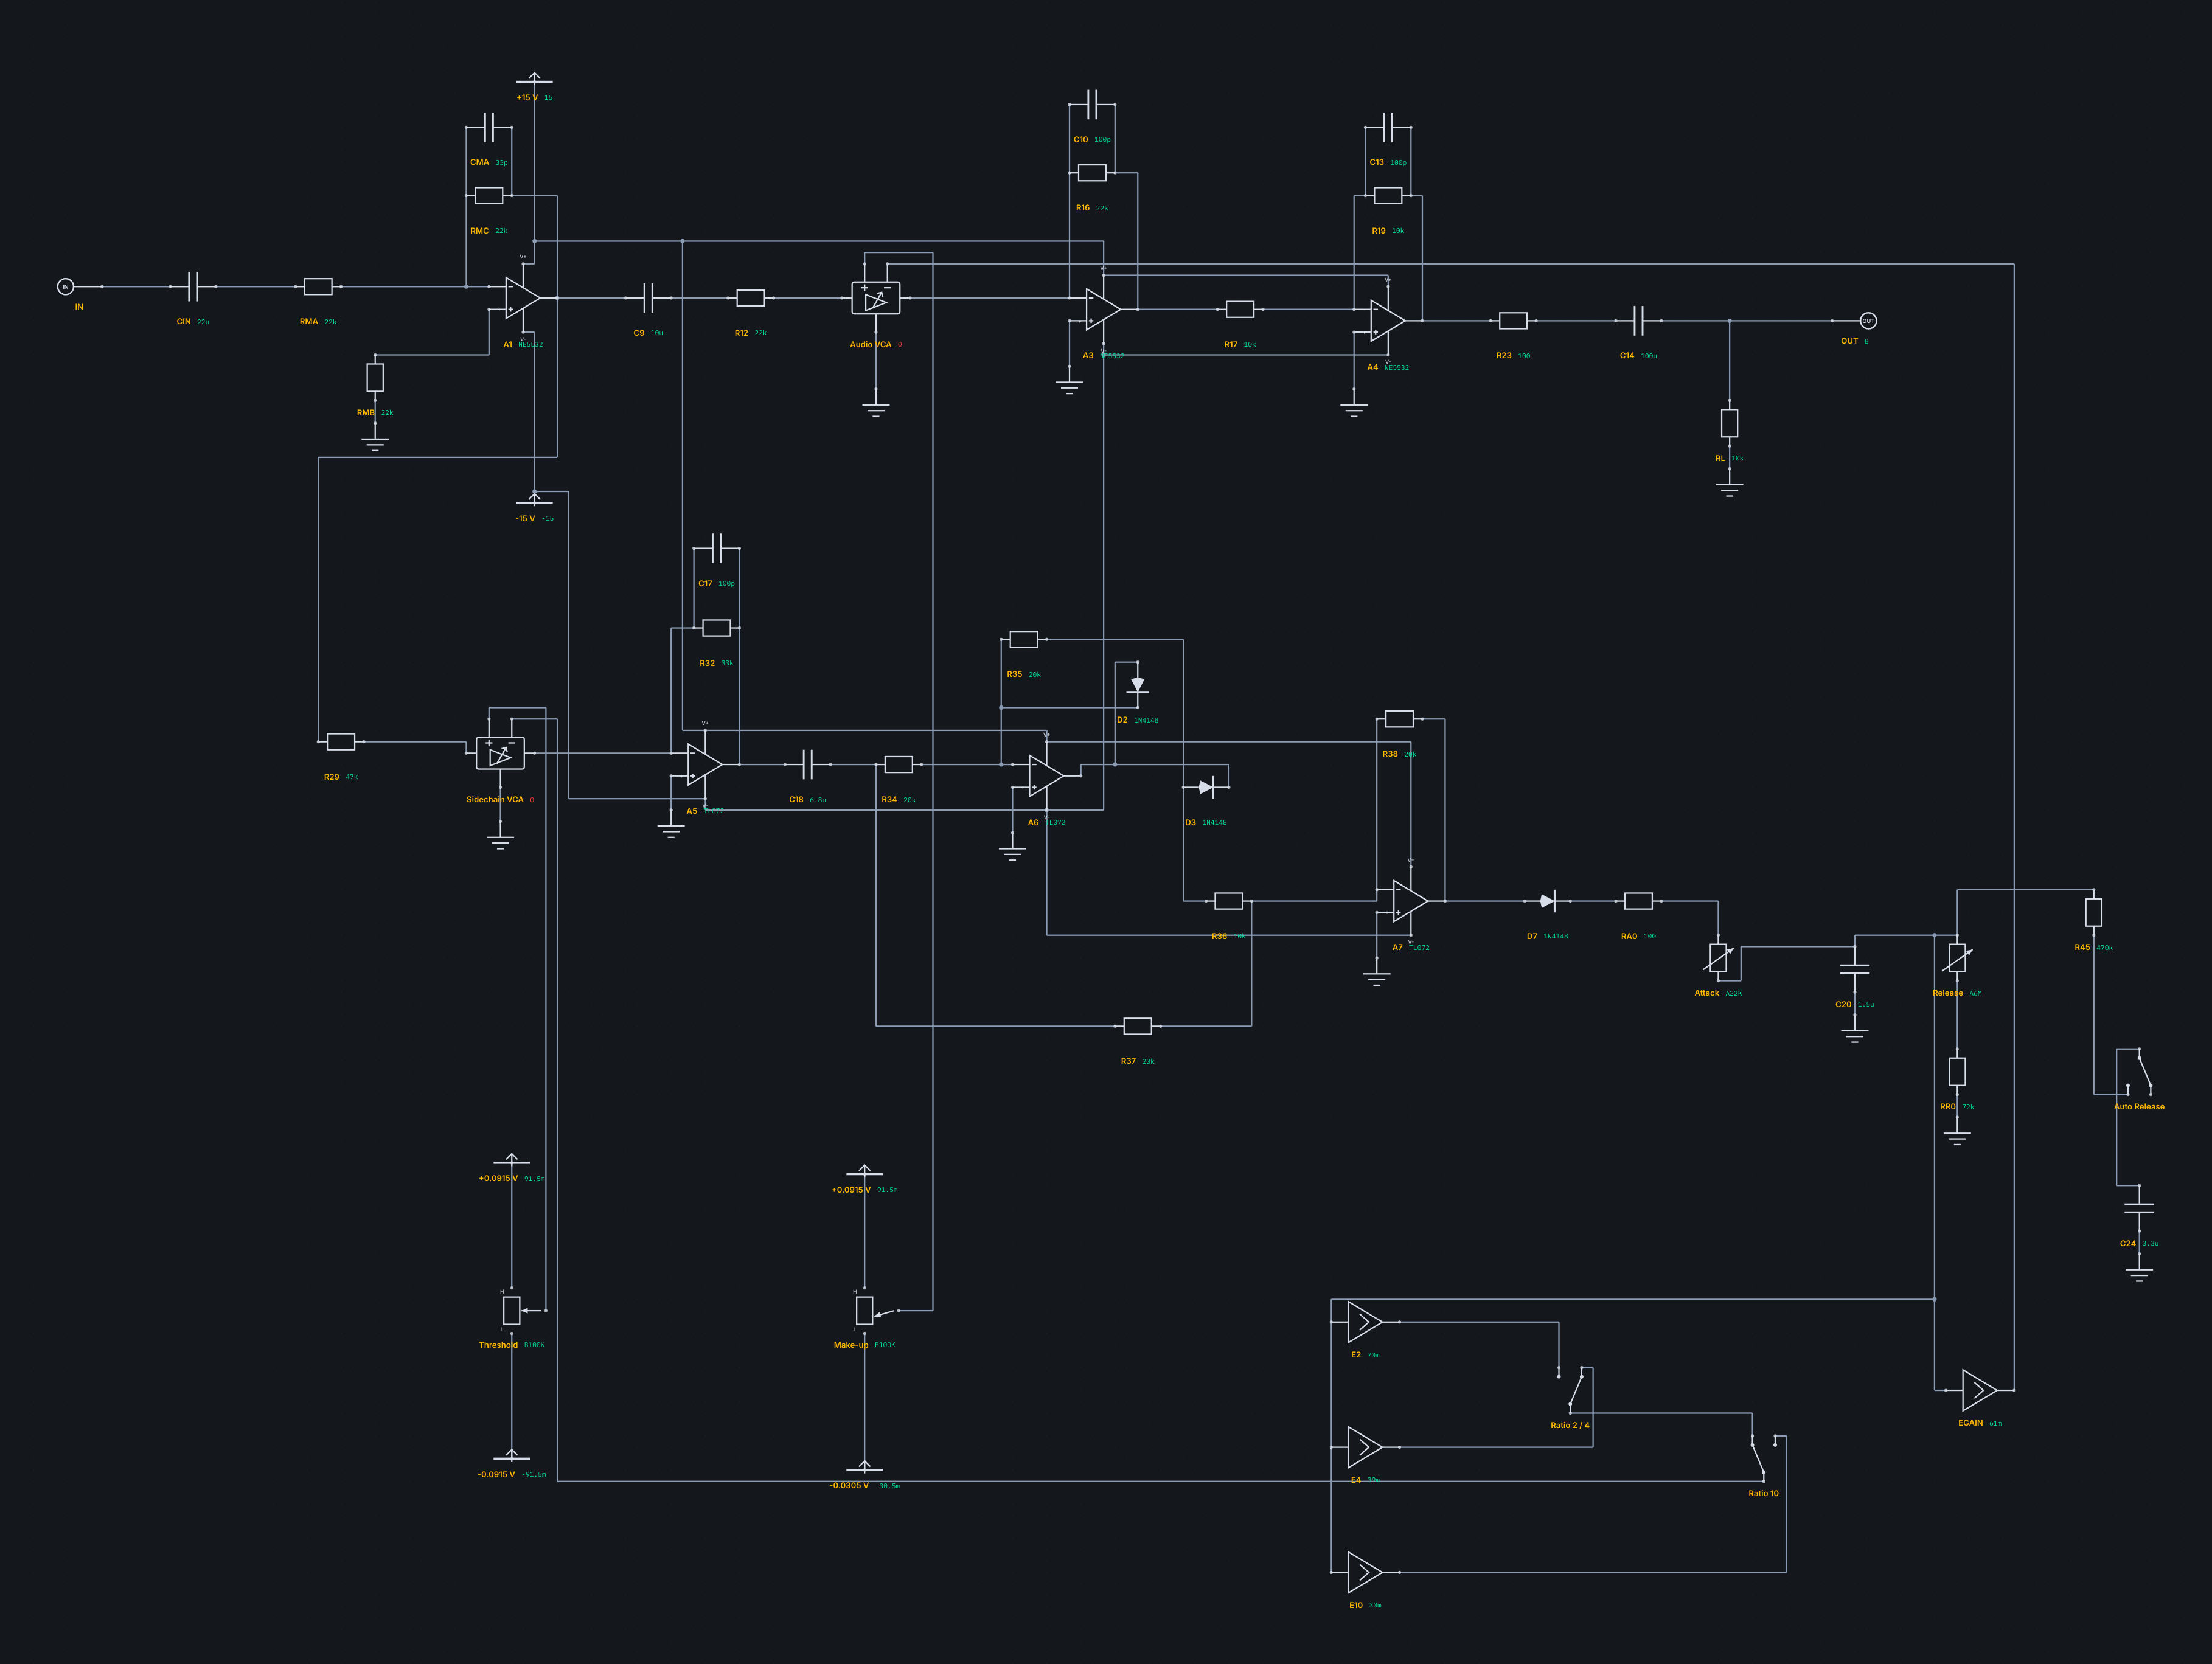 +15 V 15
CMA 33p
C10 100p
C13 100p
R16 22k
RMC 22k
R19 10k
V+
V+
V+
IN
IN
CIN 22u
RMA 22k
A1 NE5532
V-
C9 10u
R12 22k
Audio VCA 0
A3 NE5532
V-
R17 10k
A4 NE5532
V-
R23 100
C14 100u
OUT
OUT 8
RMB 22k
RL 10k
-15 V -15
C17 100p
R32 33k
R35 20k
D2 1N4148
V+
V+
R38 20k
R29 47k
Sidechain VCA 0
A5 TL072
V-
C18 6.8u
R34 20k
A6 TL072
V-
D3 1N4148
V+
R36 10k
A7 TL072
V-
D7 1N4148
RA0 100
R45 470k
Attack A22K
C20 1.5u
Release A6M
R37 20k
RR0 72k
Auto Release
+0.0915 V 91.5m
+0.0915 V 91.5m
C24 3.3u
H
L
Threshold B100K
H
L
Make-up B100K
E2 70m
Ratio 2 / 4
EGAIN 61m
-0.0915 V -91.5m
-0.0305 V -30.5m
E4 39m
Ratio 10
E10 30m